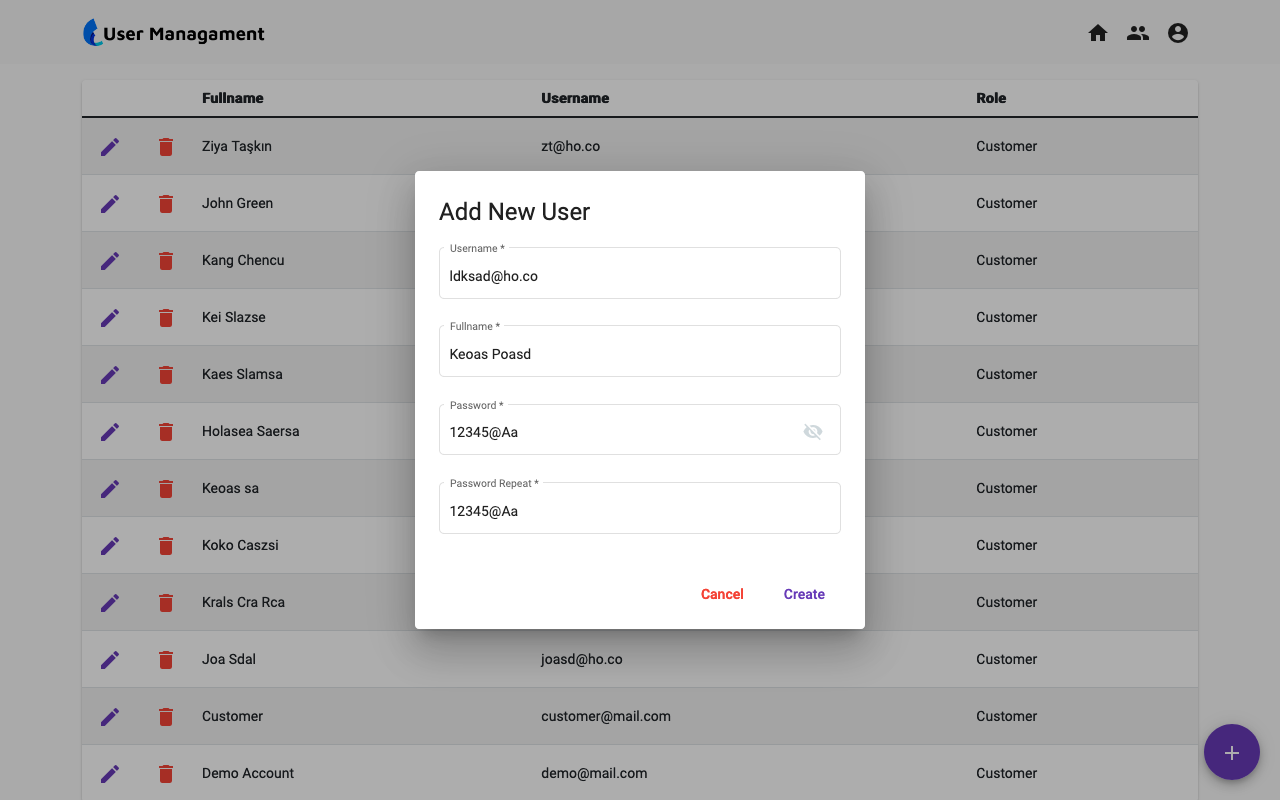 User Managament
Fullname Username Role
Ziya Taşkın zt@ho.co Customer
John Green Customer
Kang Chencu Customer
Kei Slazse Customer
Kaes Slamsa Customer
Holasea Saersa Customer
Keoas sa Customer
Koko Caszsi Customer
Krals Cra Rca Customer
Joa Sdal joasd@ho.co Customer
Customer customer@mail.com Customer
Demo Account demo@mail.com Customer
Add New User
Username *
ldksad@ho.co
Fullname *
Keoas Poasd
Password *
12345@Aa
Password Repeat *
12345@Aa
Cancel Create